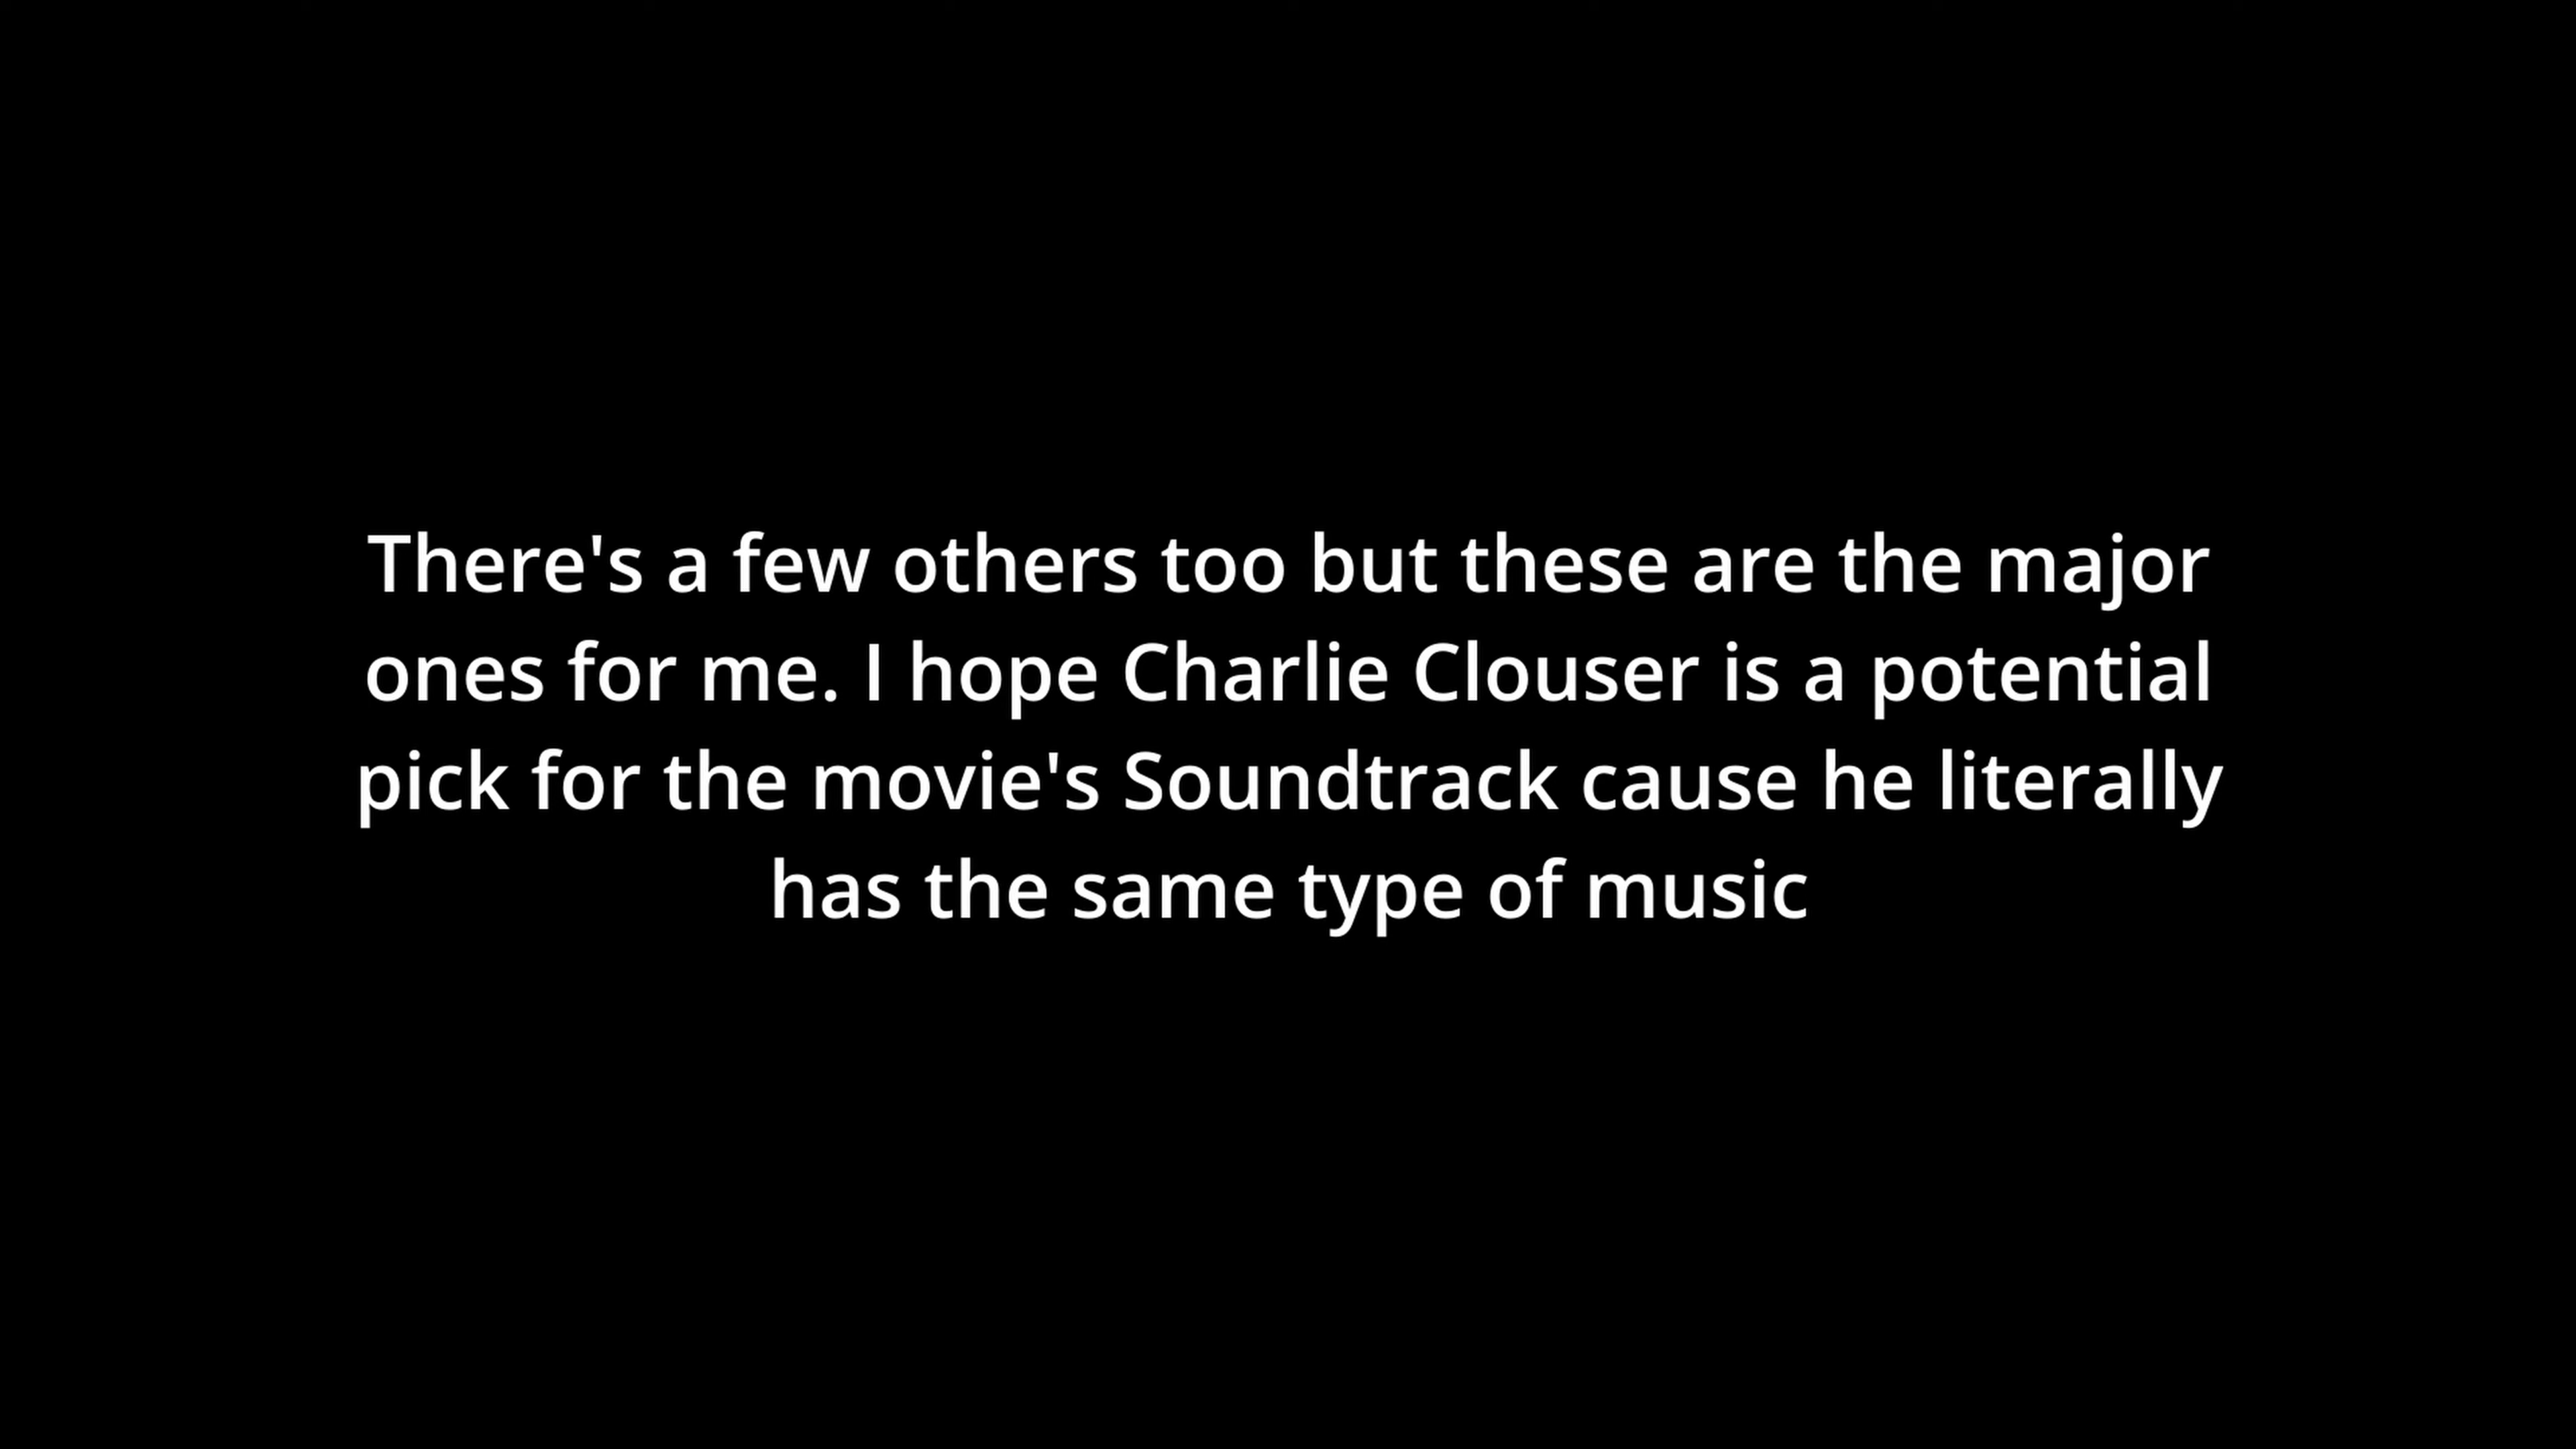 There's a few others too but these are the major
ones for me. I hope Charlie Clouser is a potential
pick for the movie's Soundtrack cause he literally
has the same type of music